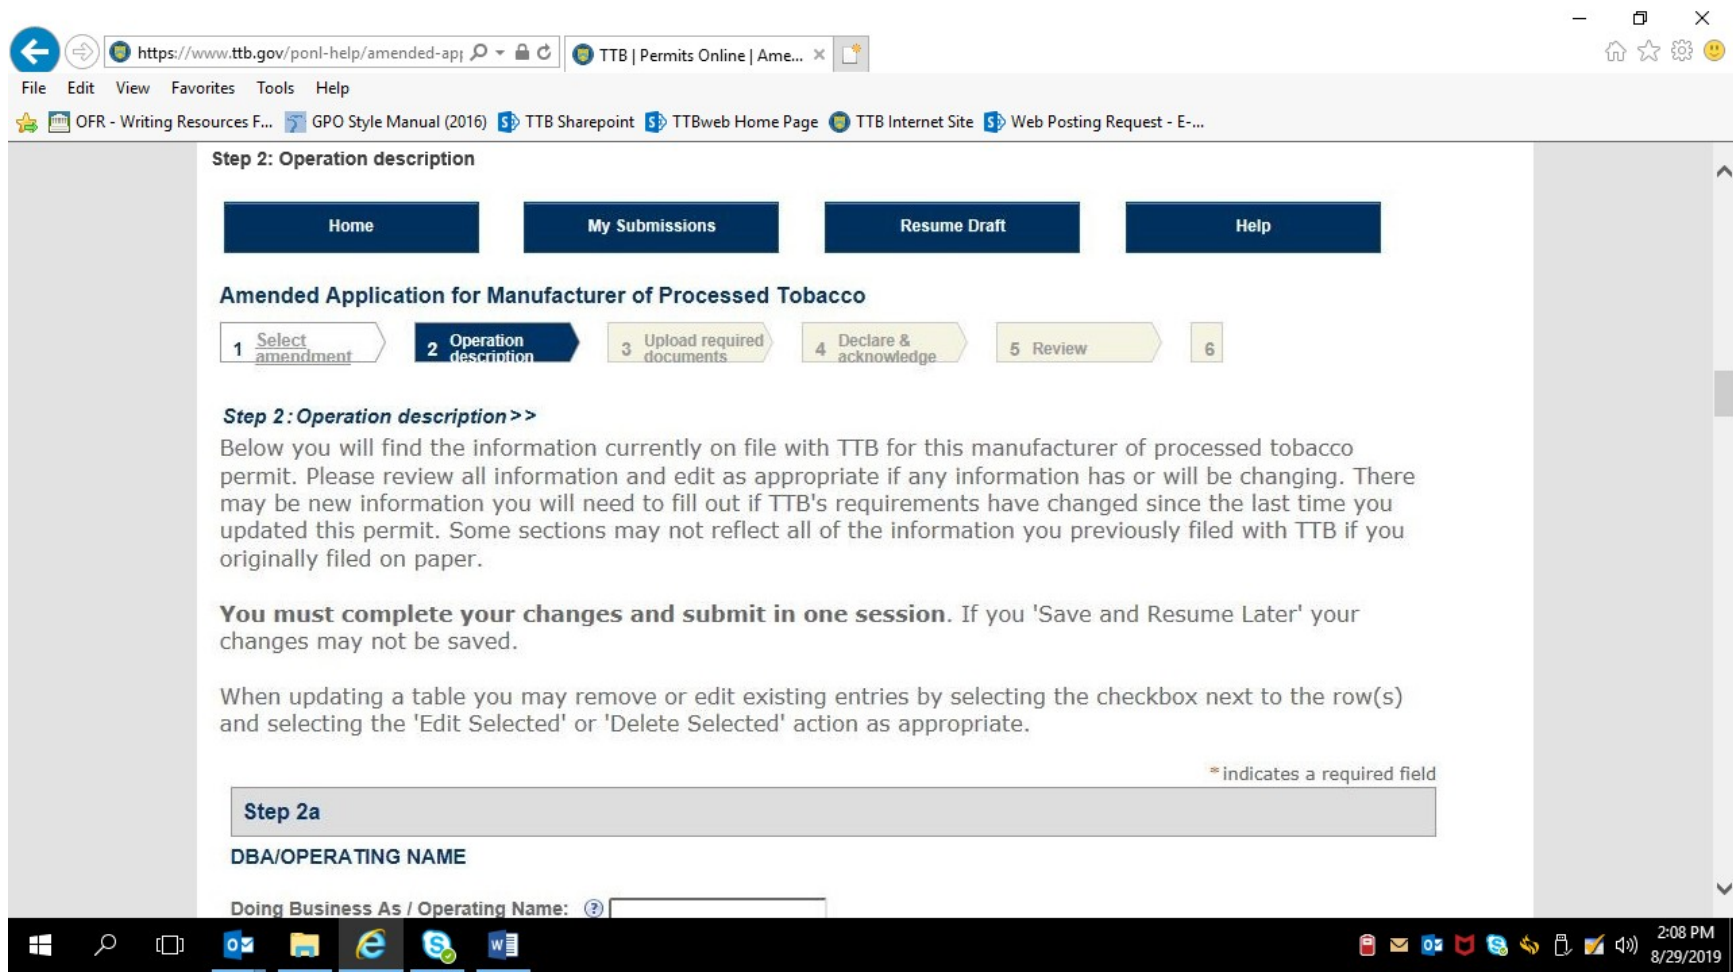 https://www.ttb.gov/ponl-help/amended-ap
TTB | Permits Online | Ame...
File Edit View Favorites Tools Help
OFR - Writing Resources F... GPO Style Manual (2016) TTB Sharepoint TTBweb Home Page TTB Internet Site Web Posting Request - E-...
Step 2: Operation description
Home My Submissions Resume Draft Help
Amended Application for Manufacturer of Processed Tobacco
1 Select amendment
2 Operation description
3 Upload required documents
4 Declare & acknowledge
5 Review
6
Step 2: Operation description>>
Below you will find the information currently on file with TTB for this manufacturer of processed tobacco
permit. Please review all information and edit as appropriate if any information has or will be changing. There
may be new information you will need to fill out if TTB's requirements have changed since the last time you
updated this permit. Some sections may not reflect all of the information you previously filed with TTB if you
originally filed on paper.
You must complete your changes and submit in one session. If you 'Save and Resume Later' your
changes may not be saved.
When updating a table you may remove or edit existing entries by selecting the checkbox next to the row(s)
and selecting the 'Edit Selected' or 'Delete Selected' action as appropriate.
* indicates a required field
Step 2a
DBA/OPERATING NAME
Doing Business As / Operating Name:
2:08 PM
8/29/2019